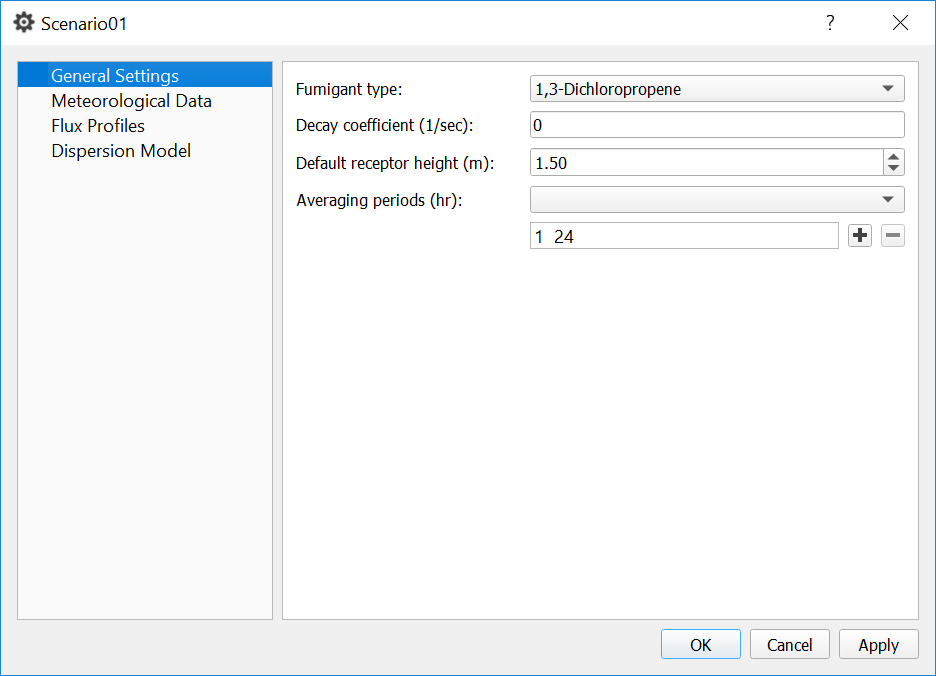 Scenario01 ?
General Settings
Meteorological Data
Flux Profiles
Dispersion Model
Fumigant type: 1,3-Dichloropropene
Decay coefficient (1/sec): 0
Default receptor height (m): 1.50
Averaging periods (hr):
1 24
OK Cancel Apply